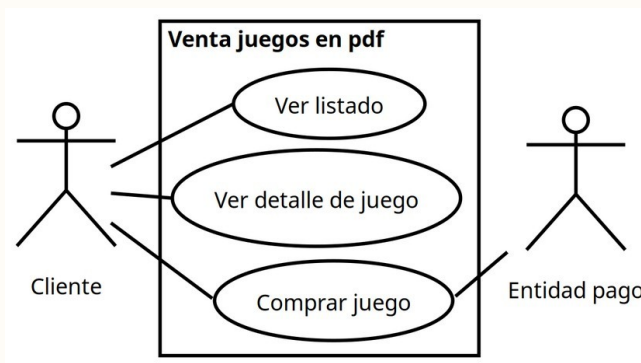 Venta juegos en pdf
Ver listado
Ver detalle de juego
Cliente
Comprar juego
Entidad pago